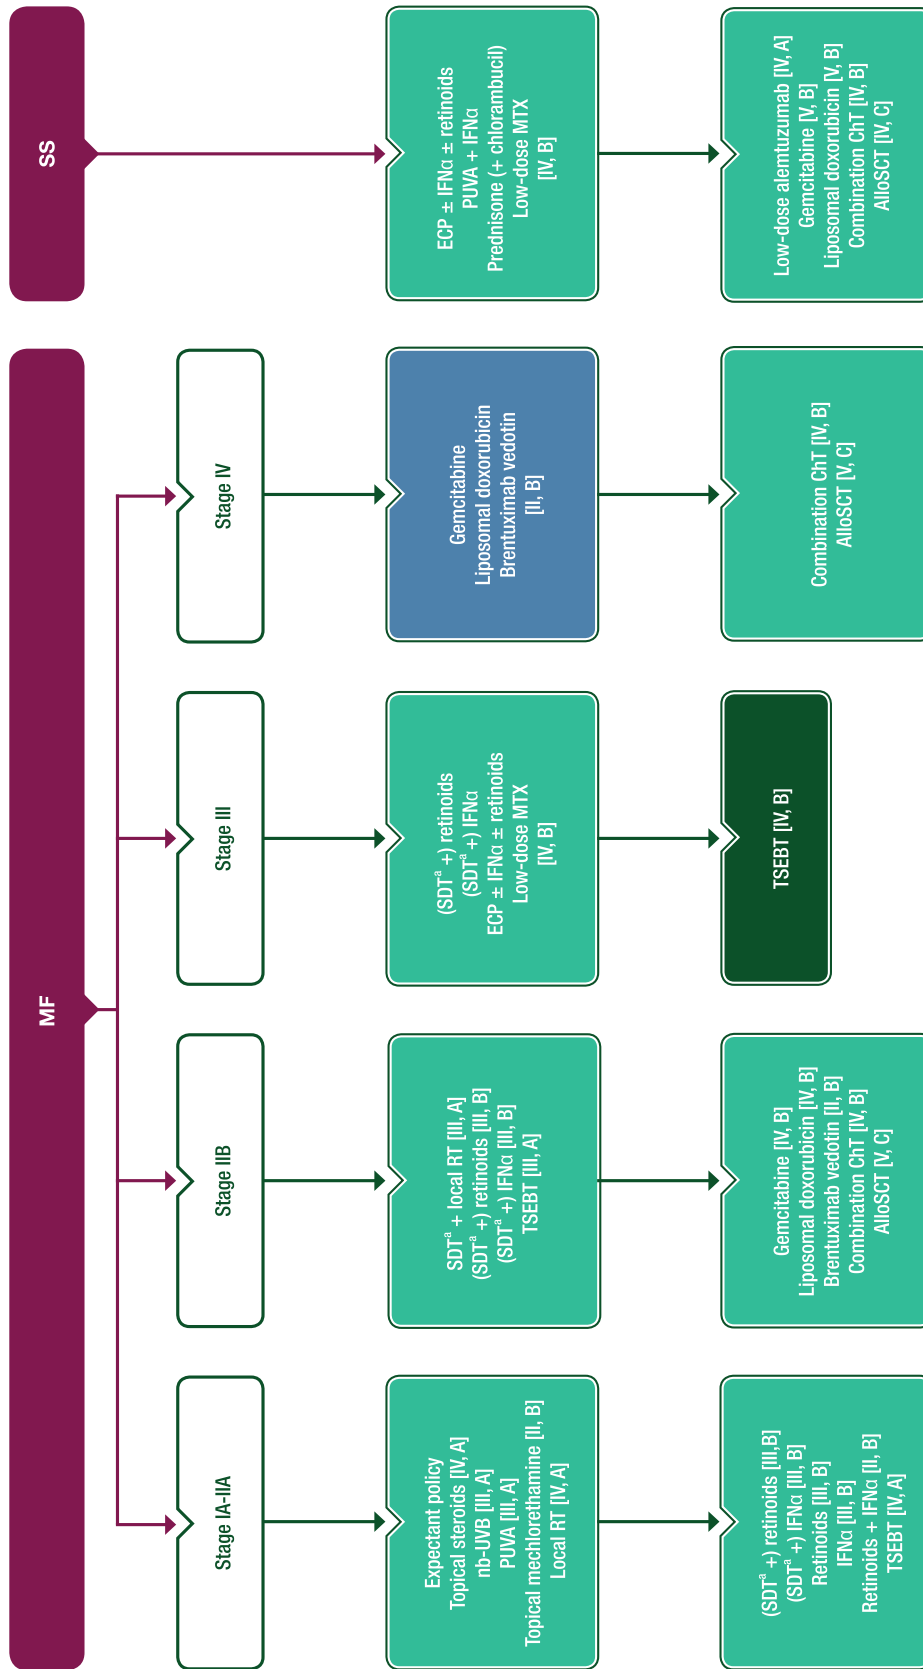 MF
SS
Stage IA-IIA
Stage IIB
Stage III
Stage IV
Expectant policy
Topical steroids [IV, A]
nb-UVB [III, A]
PUVA [III, A]
Topical mechlorethamine [II, B]
Local RT [IV, A]
SDTᵃ + local RT [III, A]
(SDTᵃ +) retinoids [III, B]
(SDTᵃ +) IFNα [III, B]
TSEBT [III, A]
(SDTᵃ +) retinoids
(SDTᵃ +) IFNα
ECP ± IFNα ± retinoids
Low-dose MTX
[IV, B]
Gemcitabine
Liposomal doxorubicin
Brentuximab vedotin
[II, B]
ECP ± IFNα ± retinoids
PUVA + IFNα
Prednisone (+ chlorambucil)
Low-dose MTX
[IV, B]
(SDTᵃ +) retinoids [III,B]
(SDTᵃ +) IFNα [III, B]
Retinoids [III, B]
IFNα [III, B]
Retinoids + IFNα [II, B]
TSEBT [IV, A]
Gemcitabine [IV, B]
Liposomal doxorubicin [IV, B]
Brentuximab vedotin [II, B]
Combination ChT [IV, B]
AlloSCT [V, C]
TSEBT [IV, B]
Combination ChT [IV, B]
AlloSCT [V, C]
Low-dose alemtuzumab [IV, A]
Gemcitabine [V, B]
Liposomal doxorubicin [V, B]
Combination ChT [IV, B]
AlloSCT [IV, C]